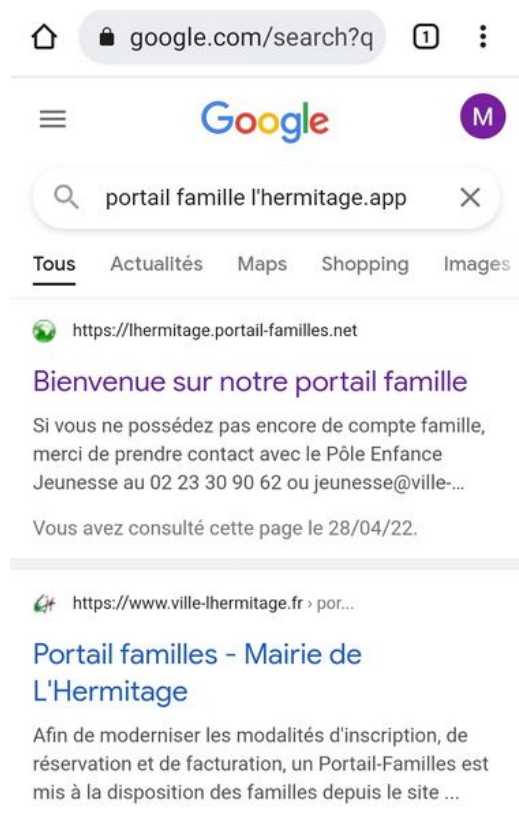 google.com/search?q
1
Google
M
portail famille l'hermitage.app
Tous Actualités Maps Shopping Images
https://lhermitage.portail-familles.net
Bienvenue sur notre portail famille
Si vous ne possédez pas encore de compte famille,
merci de prendre contact avec le Pôle Enfance
Jeunesse au 02 23 30 90 62 ou jeunesse@ville-...
Vous avez consulté cette page le 28/04/22.
https://www.ville-lhermitage.fr › por...
Portail familles - Mairie de
L'Hermitage
Afin de moderniser les modalités d'inscription, de
réservation et de facturation, un Portail-Familles est
mis à la disposition des familles depuis le site ...